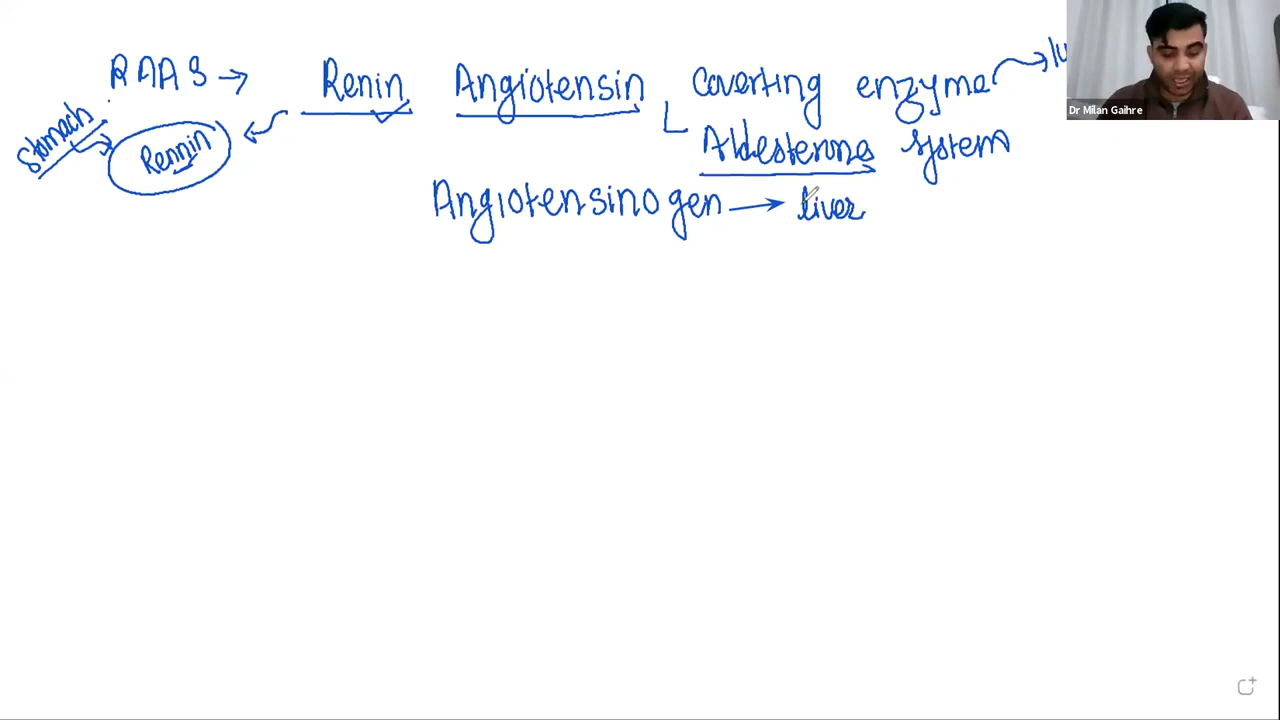 RAAS → Renin Angiotensin Coverting enzyme →
Aldesterone system
Stomach → Rennin
Angiotensinogen → liver
Dr Milan Gaihre